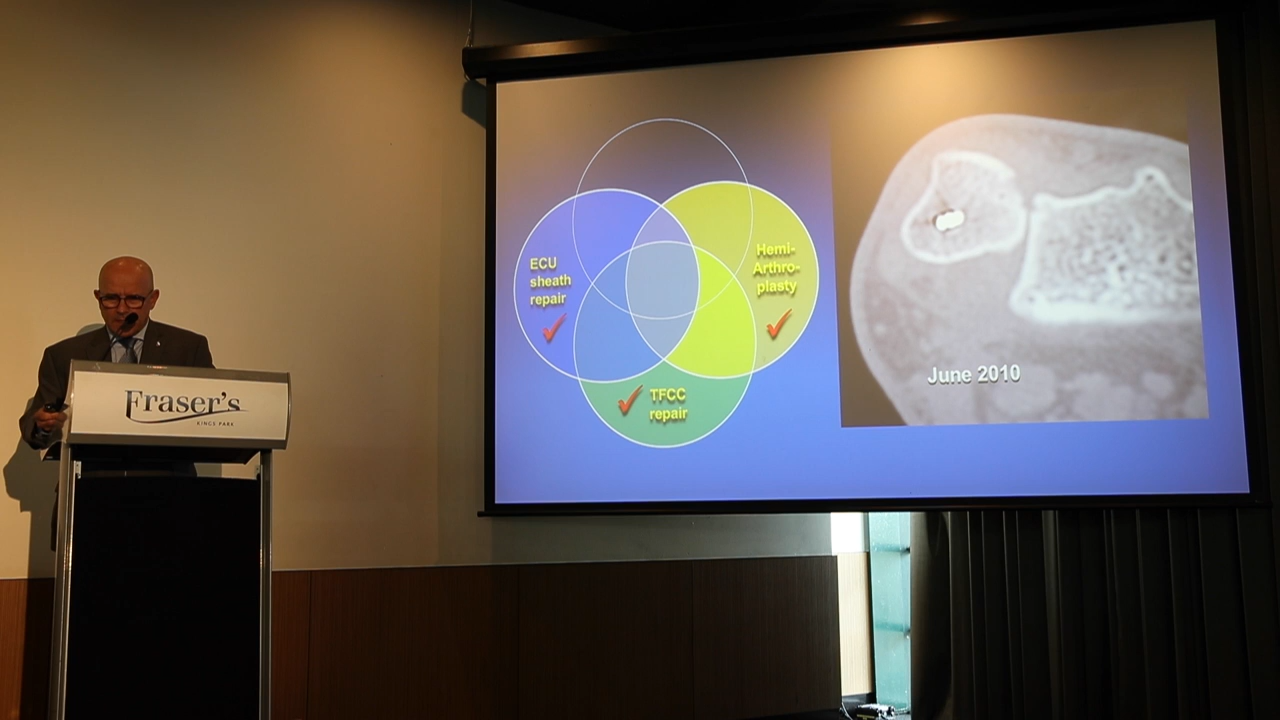 ECU
sheath
repair
Hemi-
Arthro-
plasty
TFCC
repair
June 2010
Fraser's
KINGS PARK